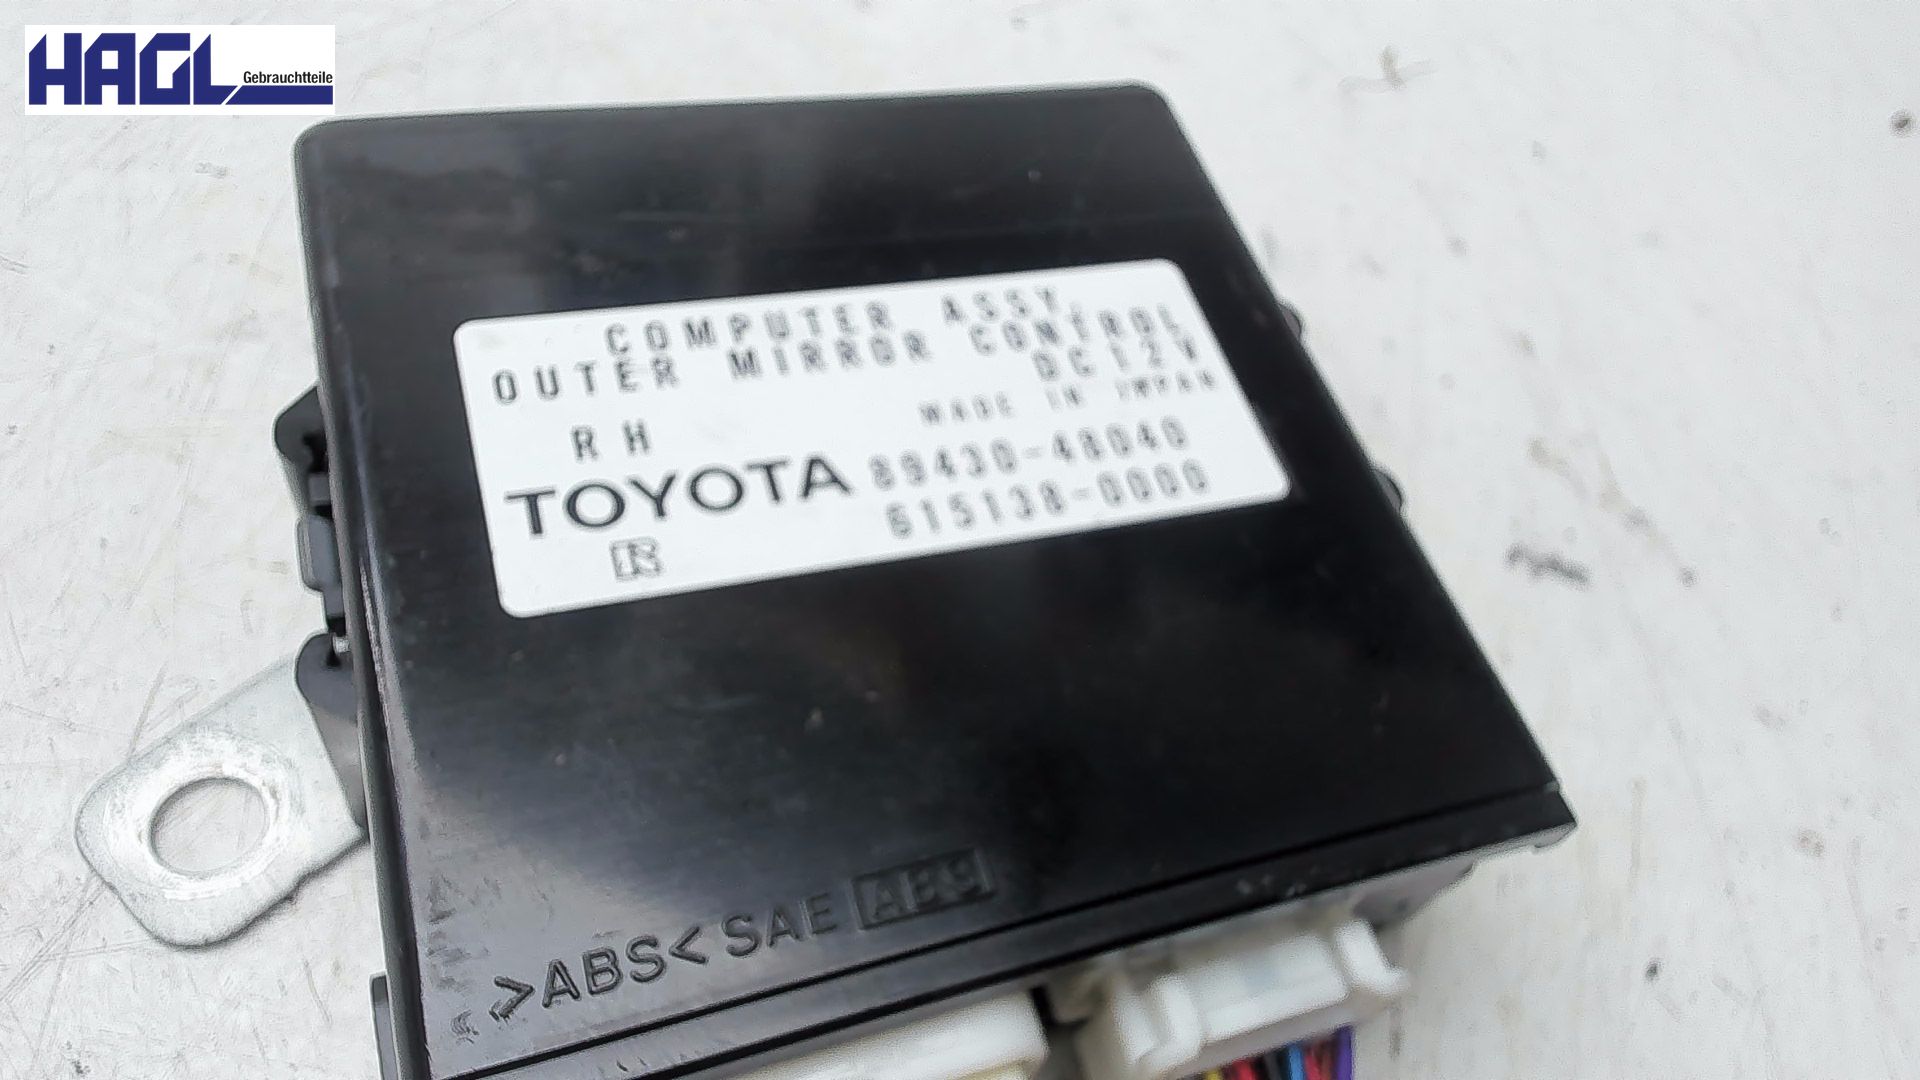 HAGL
Gebrauchtteile
COMPUTER ASSY,
OUTER MIRROR CONTROL
DC12V
RH
MADE IN JAPAN
TOYOTA 89430-48040
615138-0000
R
>ABS< SAE ABS